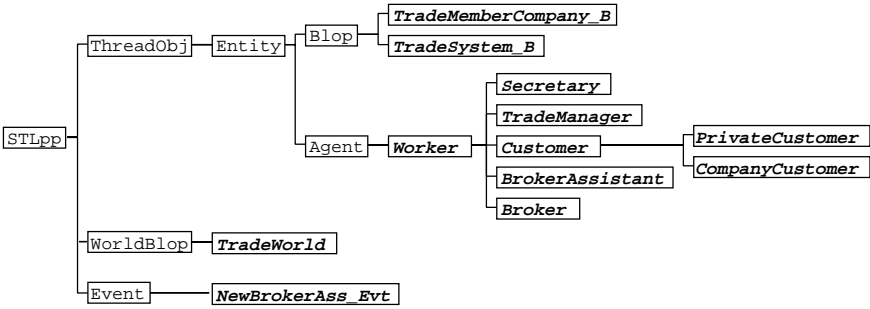 TradeMemberCompany_B
ThreadObj Entity Blop
TradeSystem_B
Secretary
TradeManager
STLpp
Agent Worker Customer PrivateCustomer
CompanyCustomer
BrokerAssistant
Broker
WorldBlop TradeWorld
Event NewBrokerAss_Evt